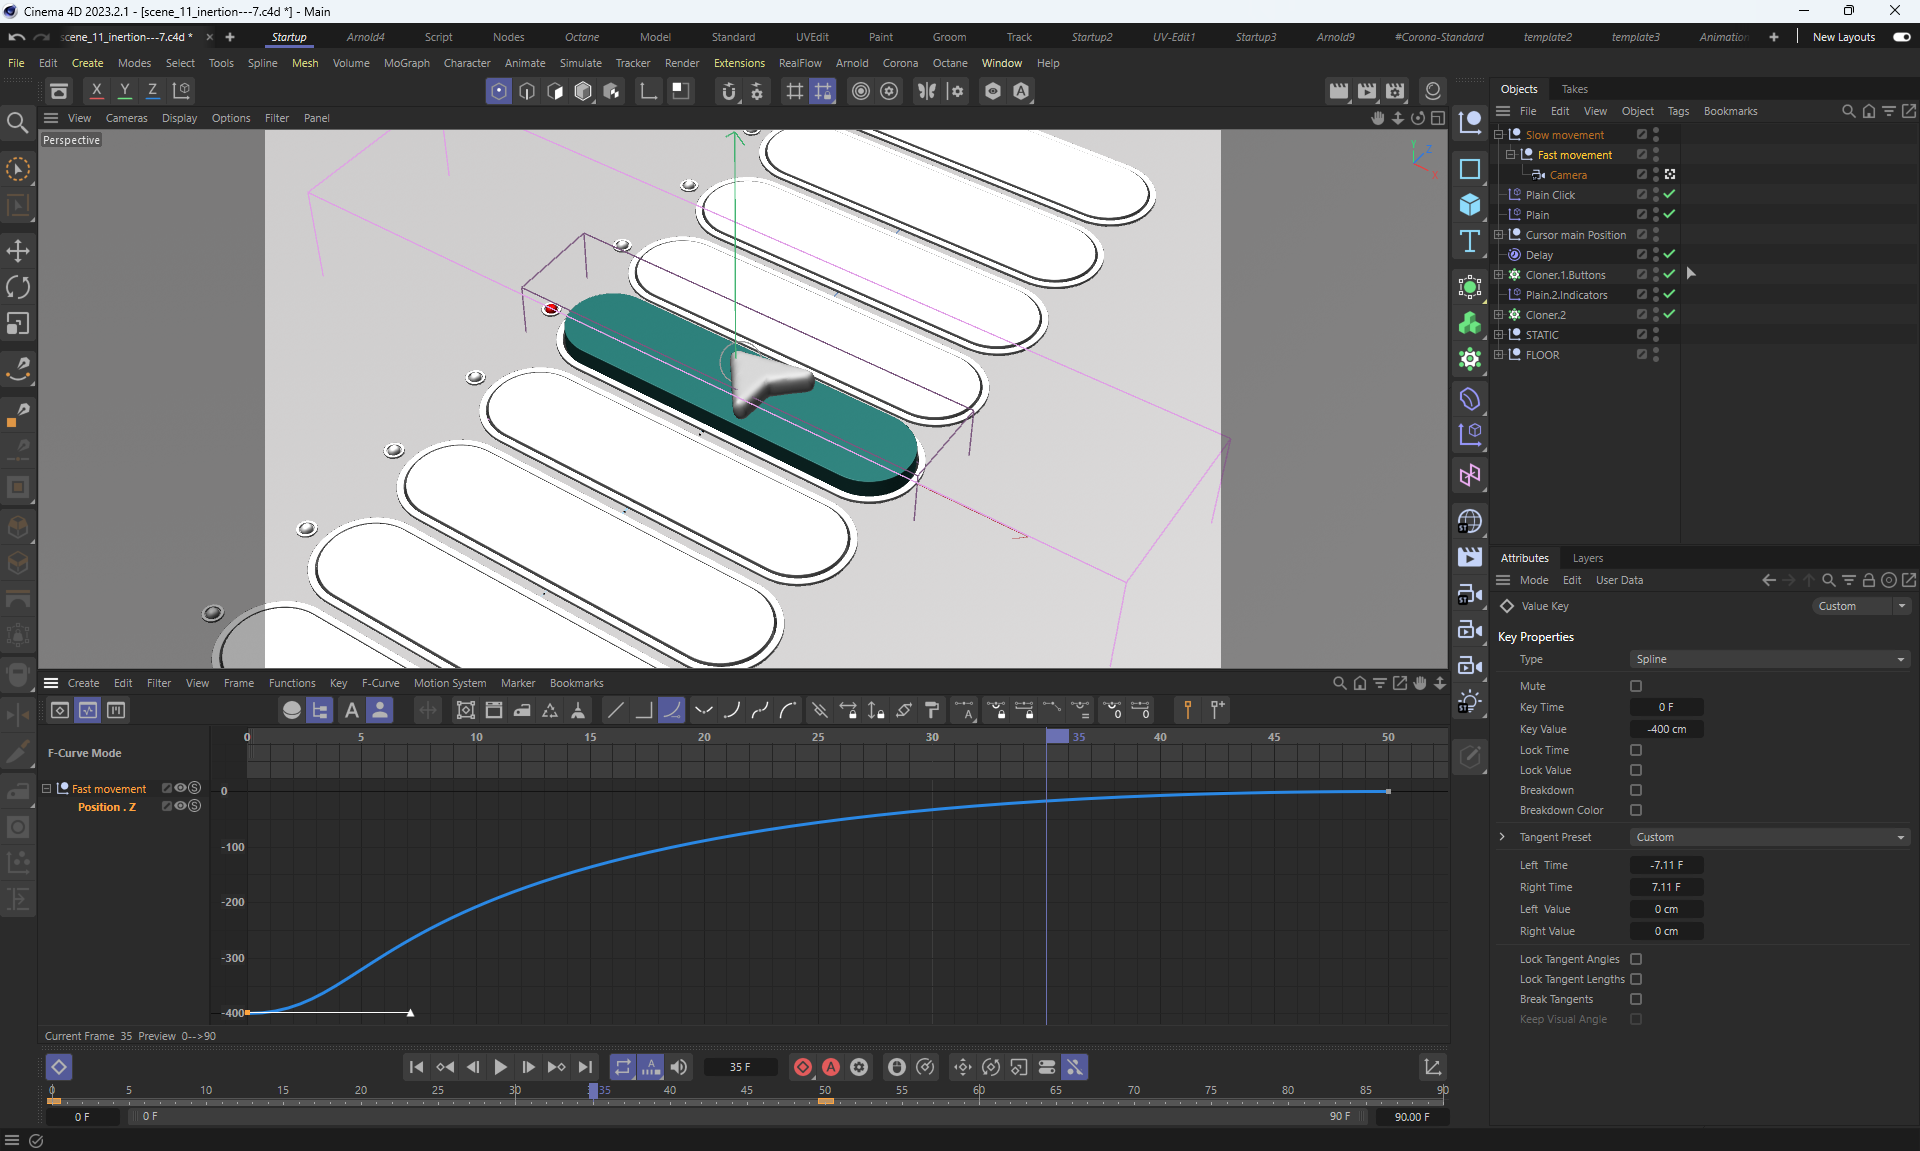 Cinema 4D 2023.2.1 - [scene_11_inertion---7.c4d *] - Main
scene_11_inertion---7.c4d * × + Startup Arnold4 Script Nodes Octane Model Standard UVEdit Paint Groom Track Startup2 UV-Edit1 Startup3 Arnold9 #Corona-Standard template2 template3 Animation + New Layouts
File Edit Create Modes Select Tools Spline Mesh Volume MoGraph Character Animate Simulate Tracker Render Extensions RealFlow Arnold Corona Octane Window Help
X Y Z
Objects Takes
File Edit View Object Tags Bookmarks
View Cameras Display Options Filter Panel
Perspective
Y Z X
Slow movement
Fast movement
Camera
Plain Click
Plain
Cursor main Position
Delay
Cloner.1.Buttons
Plain.2.Indicators
Cloner.2
STATIC
FLOOR
Attributes Layers
Mode Edit User Data
Value Key Custom
Key Properties
Type Spline
Mute
Key Time 0 F
Key Value -400 cm
Lock Time
Lock Value
Breakdown
Breakdown Color
Tangent Preset Custom
Left Time -7.11 F
Right Time 7.11 F
Left Value 0 cm
Right Value 0 cm
Lock Tangent Angles
Lock Tangent Lengths
Break Tangents
Keep Visual Angle
Create Edit Filter View Frame Functions Key F-Curve Motion System Marker Bookmarks
F-Curve Mode
0 5 10 15 20 25 30 35 40 45 50
Fast movement
Position . Z
0
-100
-200
-300
-400
Current Frame 35 Preview 0-->90
35 F
0 5 10 15 20 25 30 35 40 45 50 55 60 65 70 75 80 85 90
0 F 0 F 90 F 90.00 F